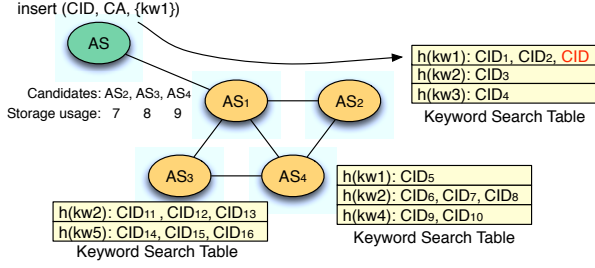 insert (CID, CA, {kw1})
AS
h(kw1): CID₁, CID₂, CID
h(kw2): CID₃
h(kw3): CID₄
Keyword Search Table
Candidates: AS₂, AS₃, AS₄
Storage usage: 7 8 9
AS₁
AS₂
AS₃
AS₄
h(kw1): CID₅
h(kw2): CID₆, CID₇, CID₈
h(kw4): CID₉, CID₁₀
Keyword Search Table
h(kw2): CID₁₁ , CID₁₂, CID₁₃
h(kw5): CID₁₄, CID₁₅, CID₁₆
Keyword Search Table